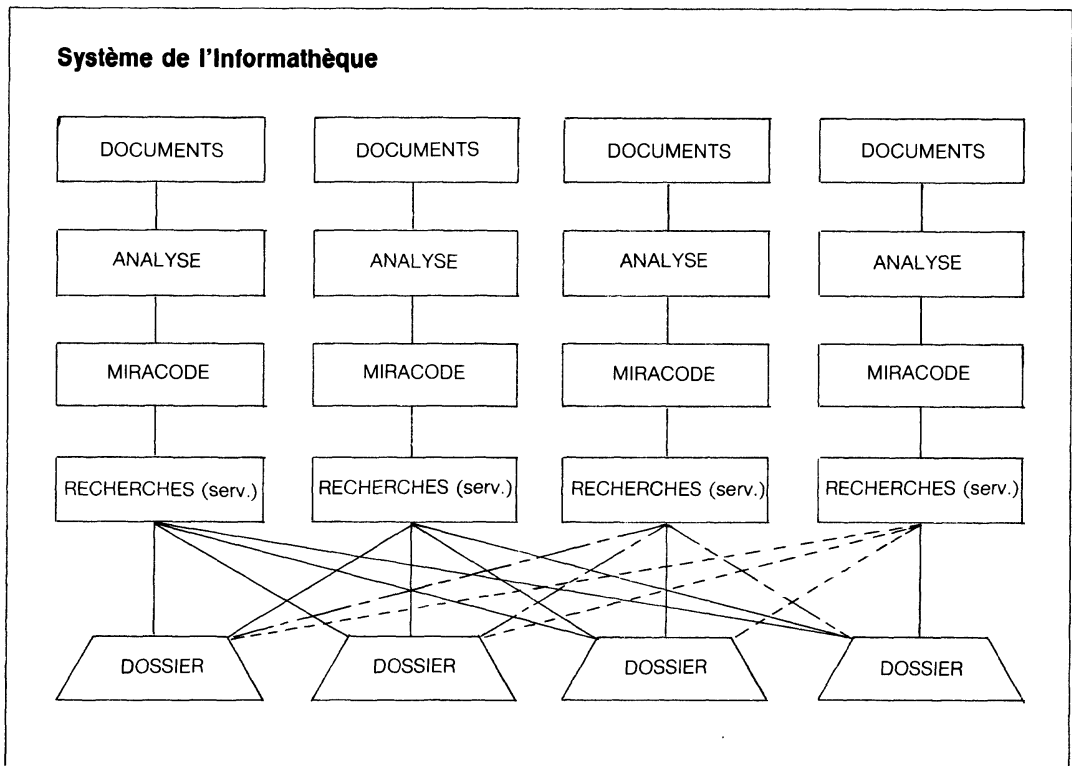 Système de l'Informathèque
DOCUMENTS DOCUMENTS DOCUMENTS DOCUMENTS
ANALYSE ANALYSE ANALYSE ANALYSE
MIRACODE MIRACODE MIRACODE MIRACODE
RECHERCHES (serv.) RECHERCHES (serv.) RECHERCHES (serv.) RECHERCHES (serv.)
DOSSIER DOSSIER DOSSIER DOSSIER